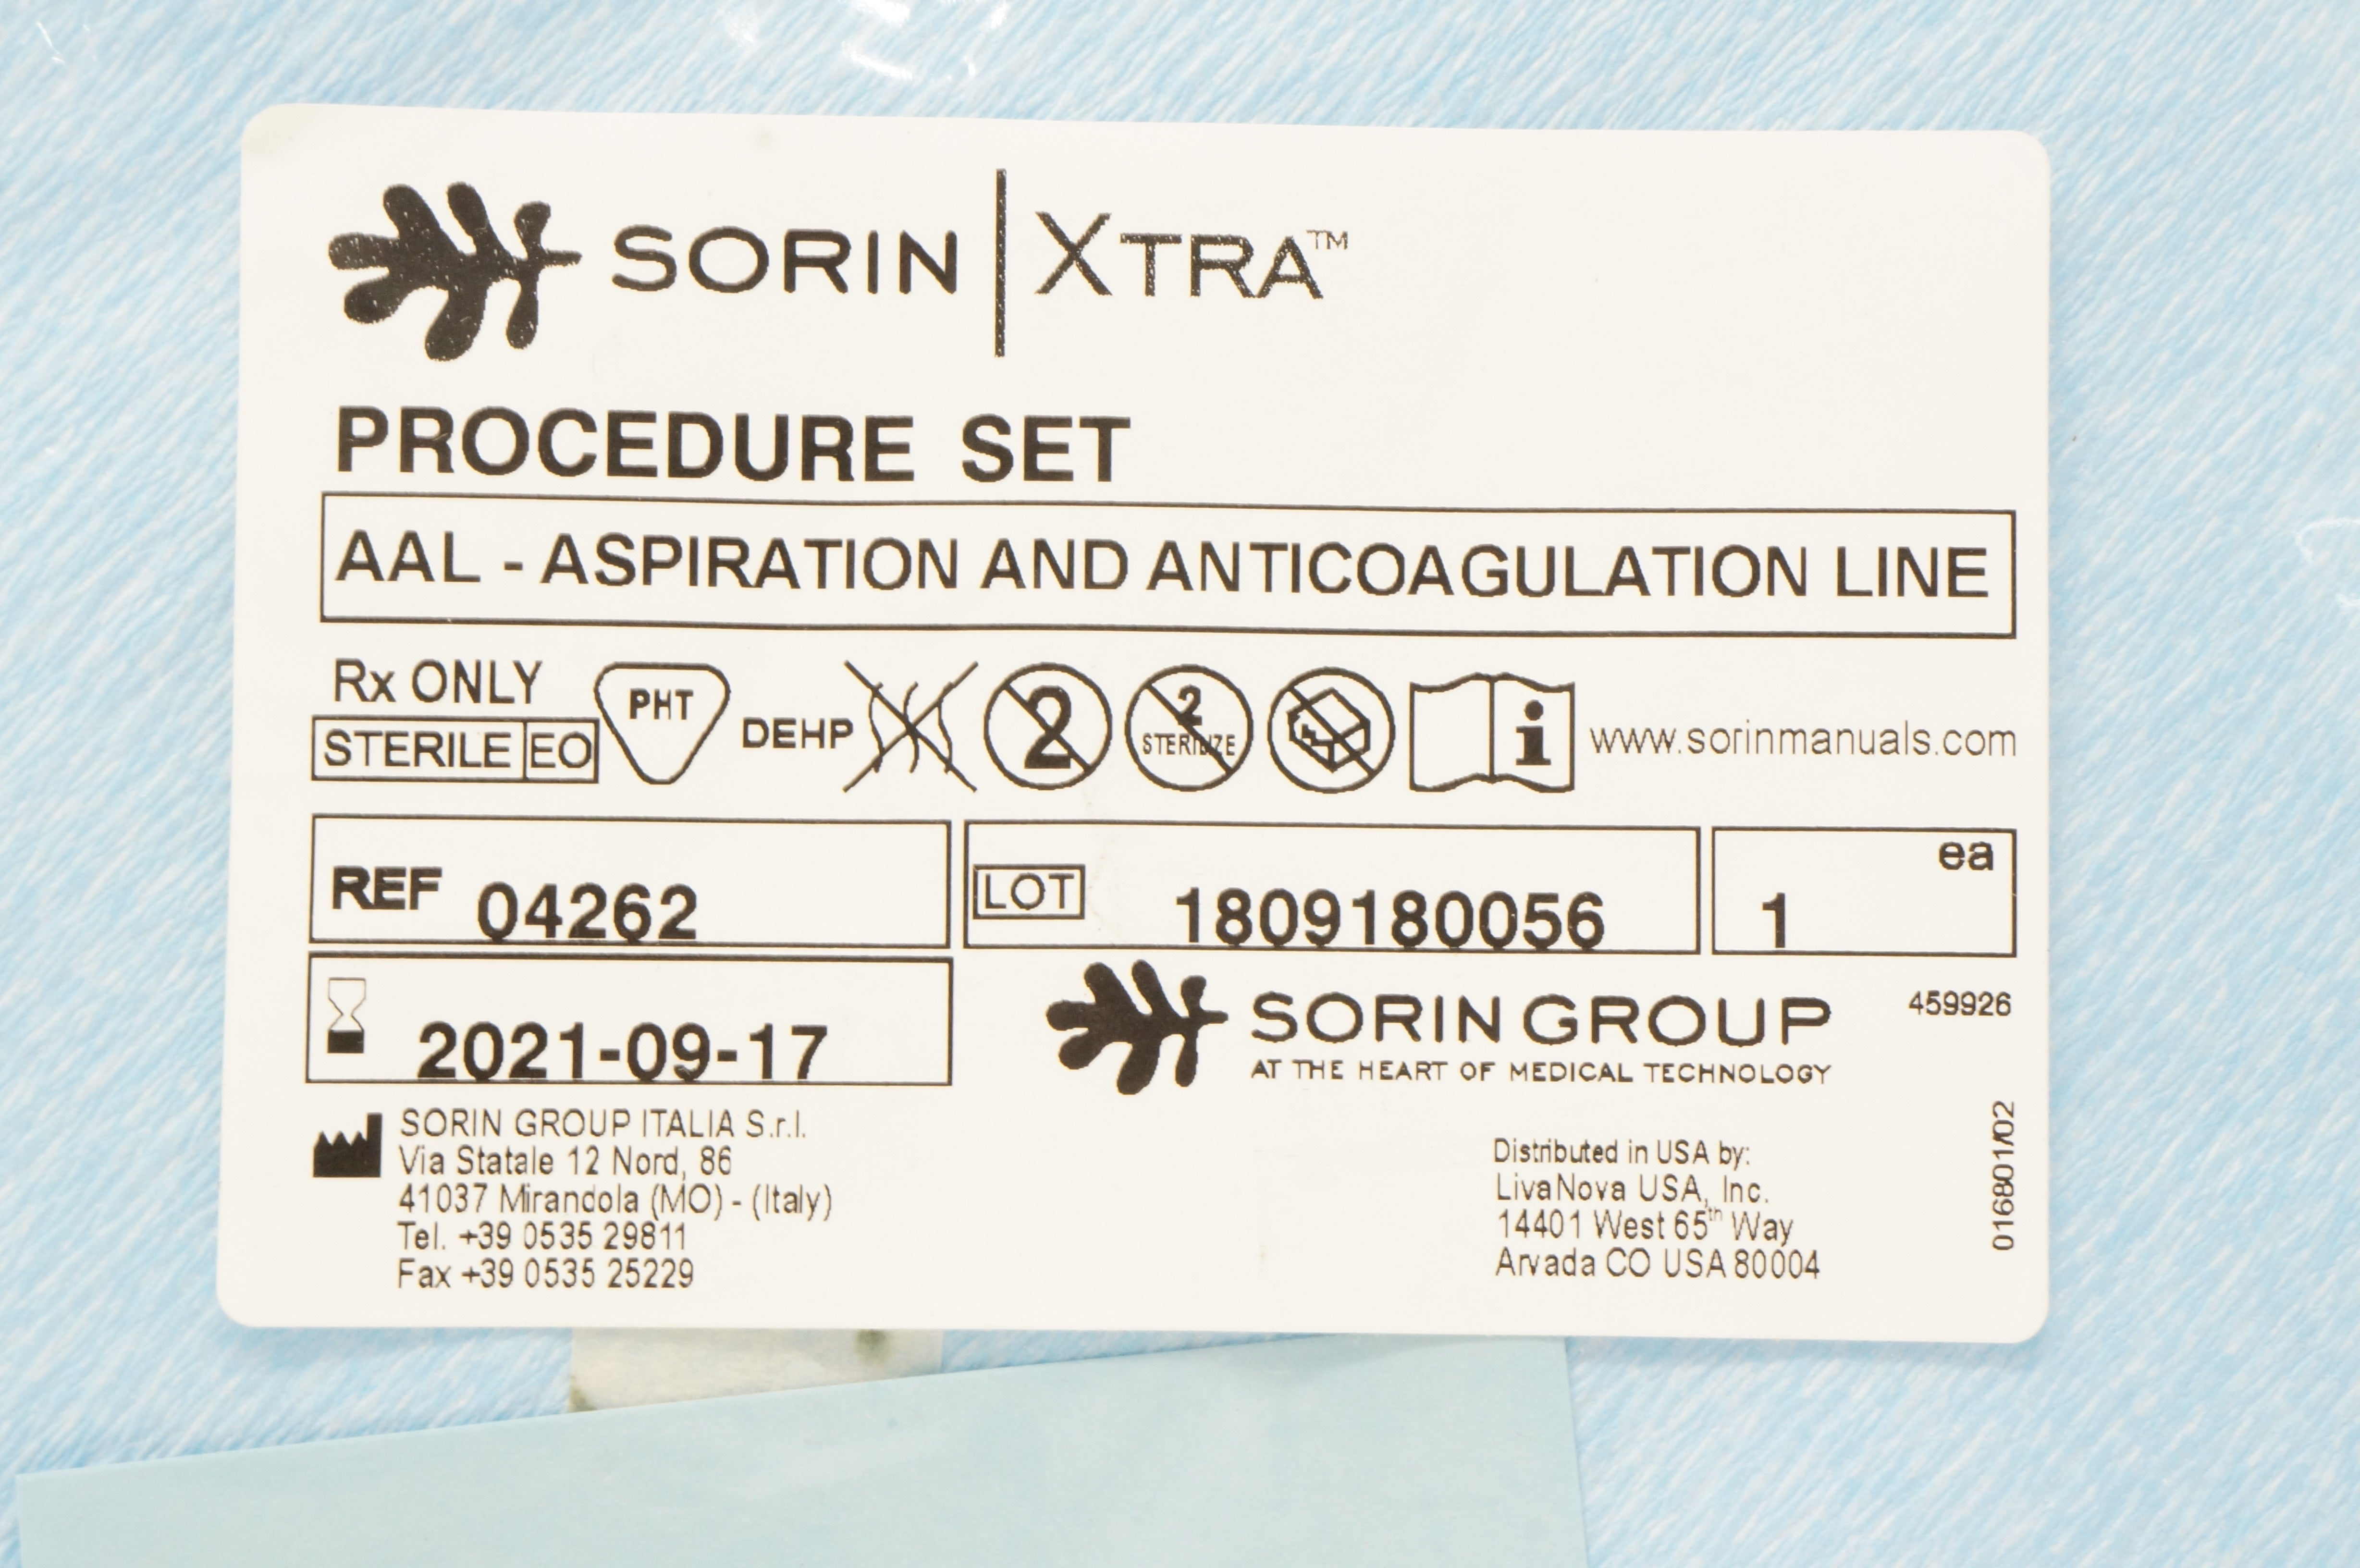 SORIN XTRA™
PROCEDURE SET
AAL - ASPIRATION AND ANTICOAGULATION LINE
Rx ONLY
STERILE EO
PHT
DEHP
2
2 STERILIZE
i
www.sorinmanuals.com
REF 04262
LOT 1809180056
1 ea
2021-09-17
SORIN GROUP
AT THE HEART OF MEDICAL TECHNOLOGY
459926
SORIN GROUP ITALIA S.r.l.
Via Statale 12 Nord, 86
41037 Mirandola (MO) - (Italy)
Tel. +39 0535 29811
Fax +39 0535 25229
Distributed in USA by:
LivaNova USA, Inc.
14401 West 65th Way
Arvada CO USA 80004